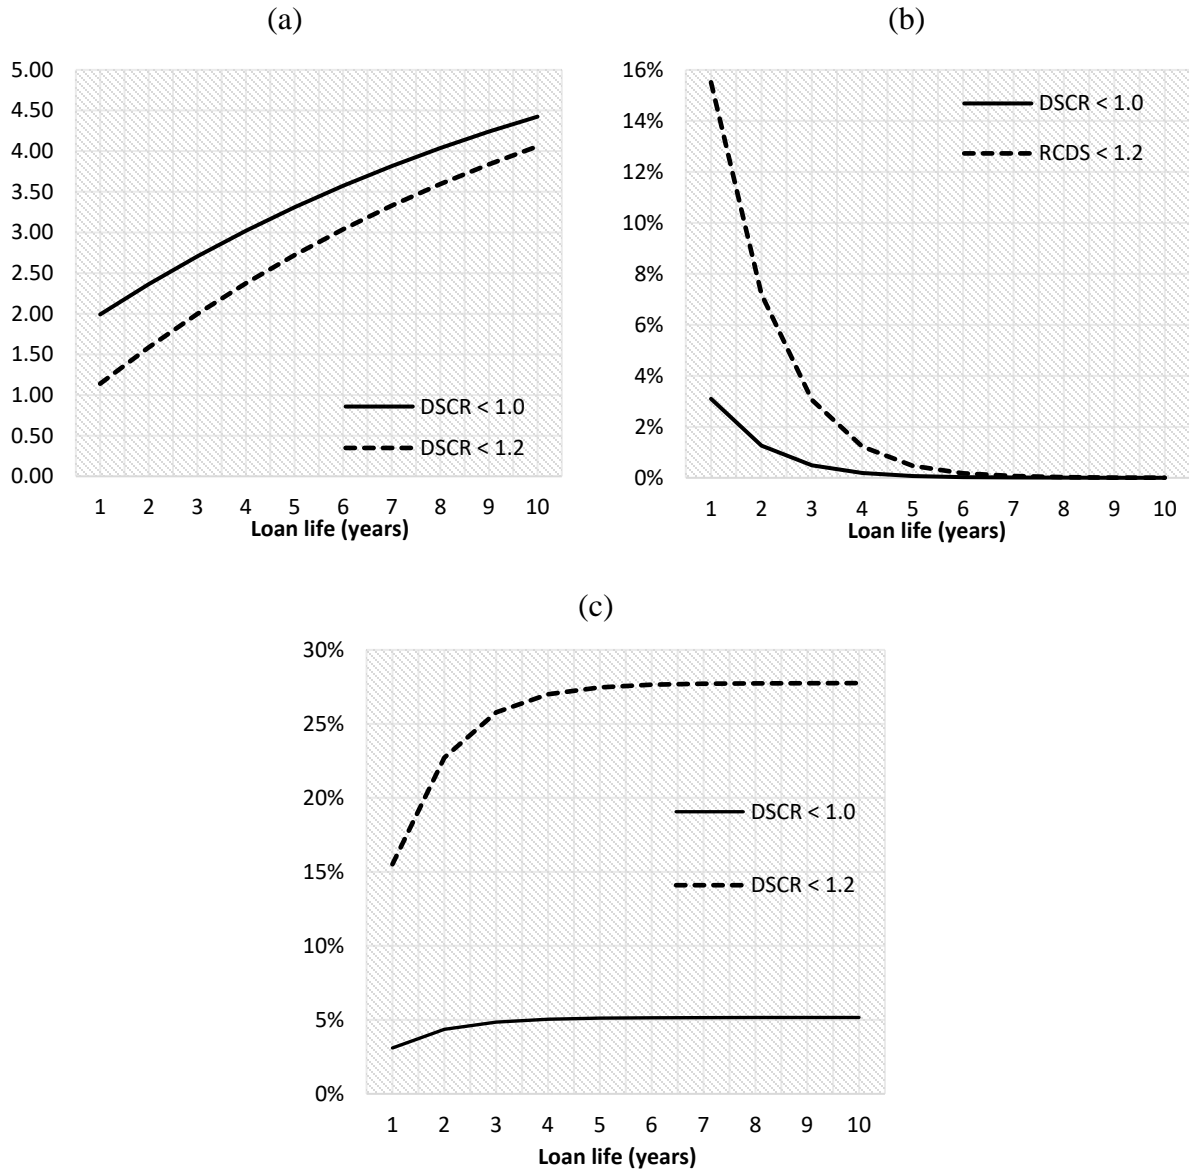 (a)
5.00
4.50
4.00
3.50
3.00
2.50
2.00
1.50
1.00
0.50
0.00
DSCR < 1.0
DSCR < 1.2
1 2 3 4 5 6 7 8 9 10
Loan life (years)
(b)
16%
14%
12%
10%
8%
6%
4%
2%
0%
DSCR < 1.0
RCDS < 1.2
1 2 3 4 5 6 7 8 9 10
Loan life (years)
(c)
30%
25%
20%
15%
10%
5%
0%
DSCR < 1.0
DSCR < 1.2
1 2 3 4 5 6 7 8 9 10
Loan life (years)